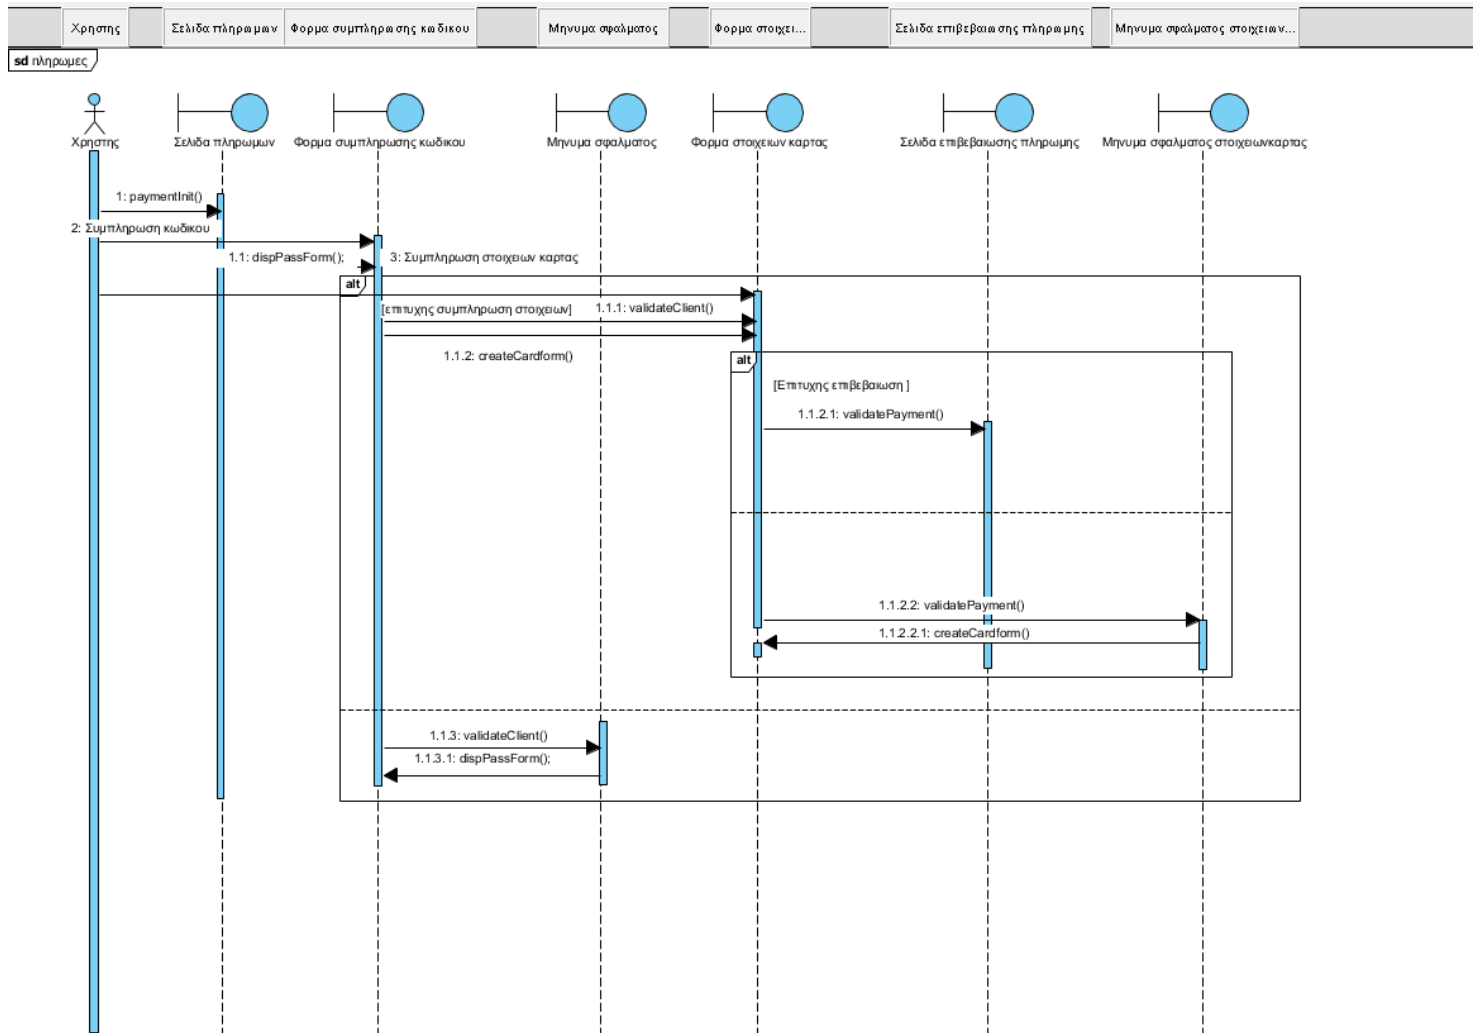 Χρηστης
Σελιδα πληρωμων
Φορμα συμπληρωσης κωδικου
Μηνυμα σφαλματος
Φορμα στοιχει...
Σελιδα επιβεβαιωσης πληρωμης
Μηνυμα σφαλματος στοιχειων...
sd πληρωμες
Χρηστης
Σελιδα πληρωμων
Φορμα συμπληρωσης κωδικου
Μηνυμα σφαλματος
Φορμα στοιχειων καρτας
Σελιδα επιβεβαιωσης πληρωμης
Μηνυμα σφαλματος στοιχειωνκαρτας
1: paymentInit()
2: Συμπληρωση κωδικου
1.1: dispPassForm();
3: Συμπληρωση στοιχειων καρτας
alt
[επιτυχης συμπληρωση στοιχειων]
1.1.1: validateClient()
1.1.2: createCardform()
alt
[Επιτυχης επιβεβαιωση ]
1.1.2.1: validatePayment()
1.1.2.2: validatePayment()
1.1.2.2.1: createCardform()
1.1.3: validateClient()
1.1.3.1: dispPassForm();